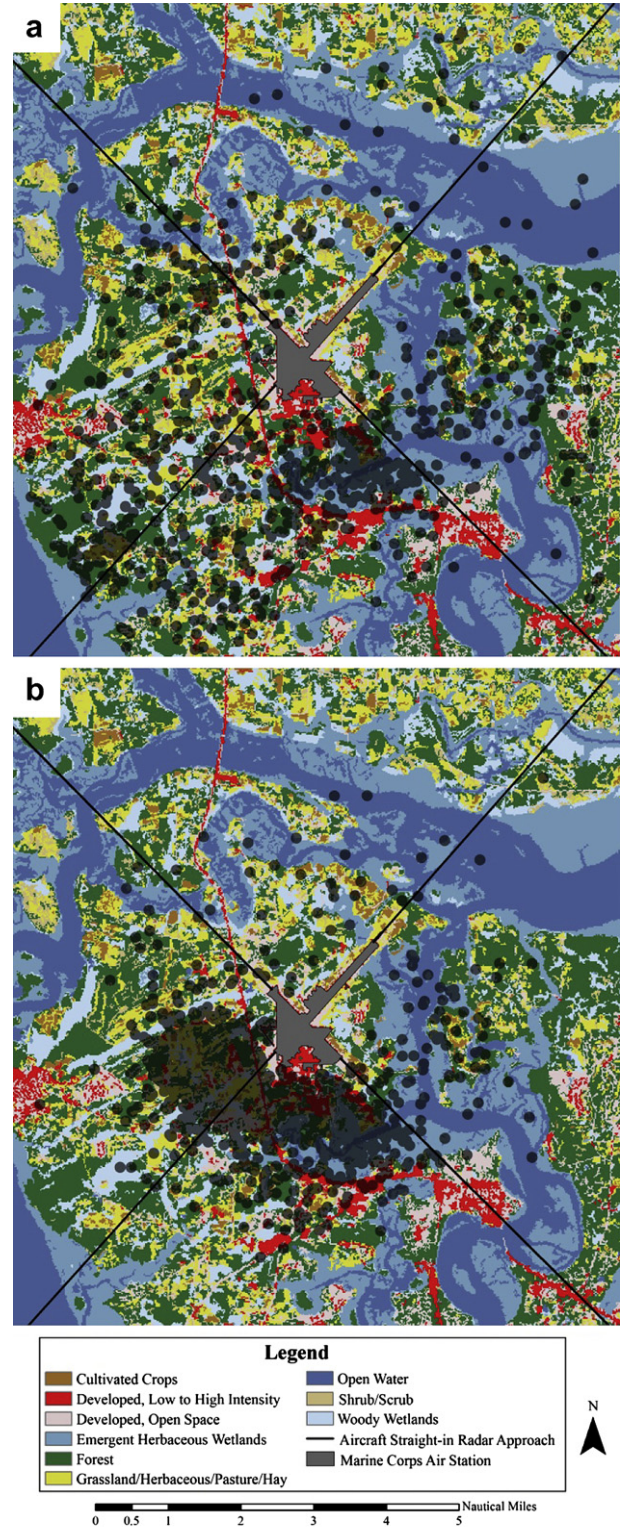 a
b
Legend
Cultivated Crops
Developed, Low to High Intensity
Developed, Open Space
Emergent Herbaceous Wetlands
Forest
Grassland/Herbaceous/Pasture/Hay
Open Water
Shrub/Scrub
Woody Wetlands
Aircraft Straight-in Radar Approach
Marine Corps Air Station
N
Nautical Miles
0 0.5 1 2 3 4 5